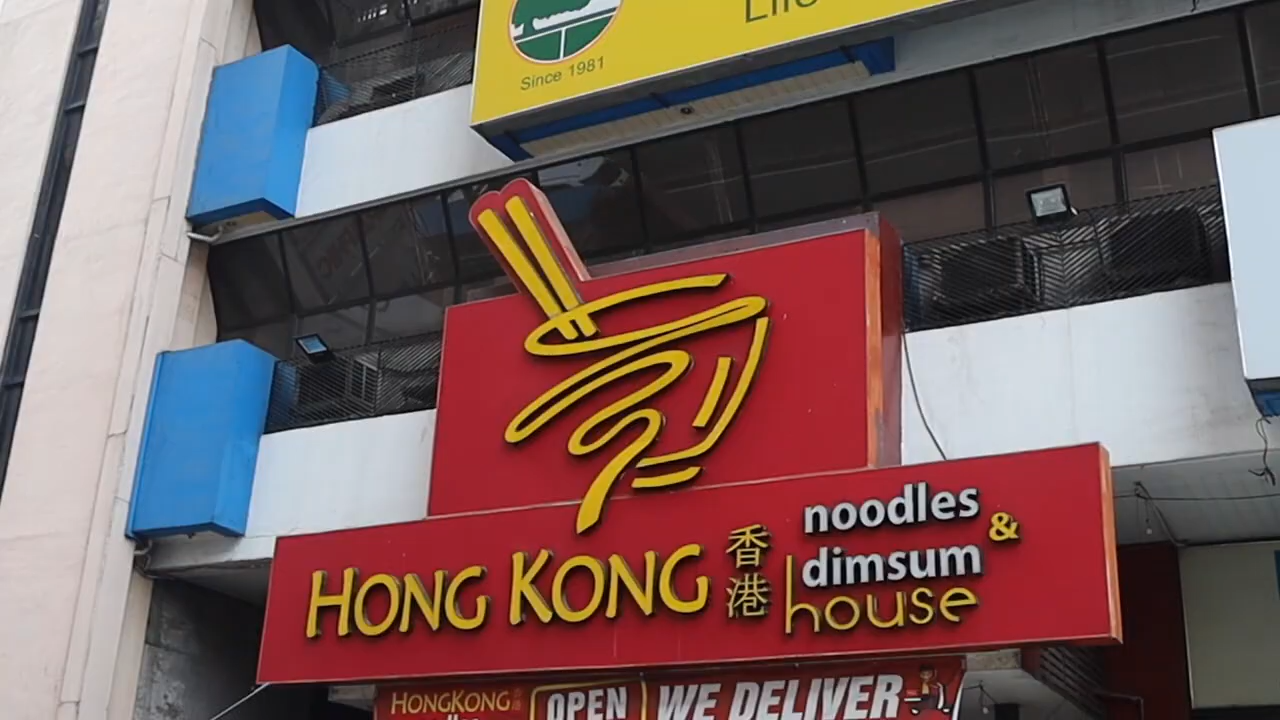 Since 1981
HONG KONG
香港
noodles &
dimsum
house
HONGKONG
OPEN
WE DELIVER